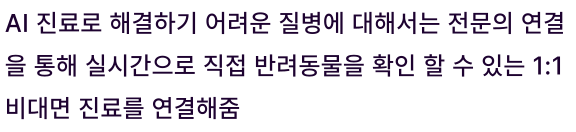 AI 진료로 해결하기 어려운 질병에 대해서는 전문의 연결
을 통해 실시간으로 직접 반려동물을 확인 할 수 있는 1:1
비대면 진료를 연결해줌